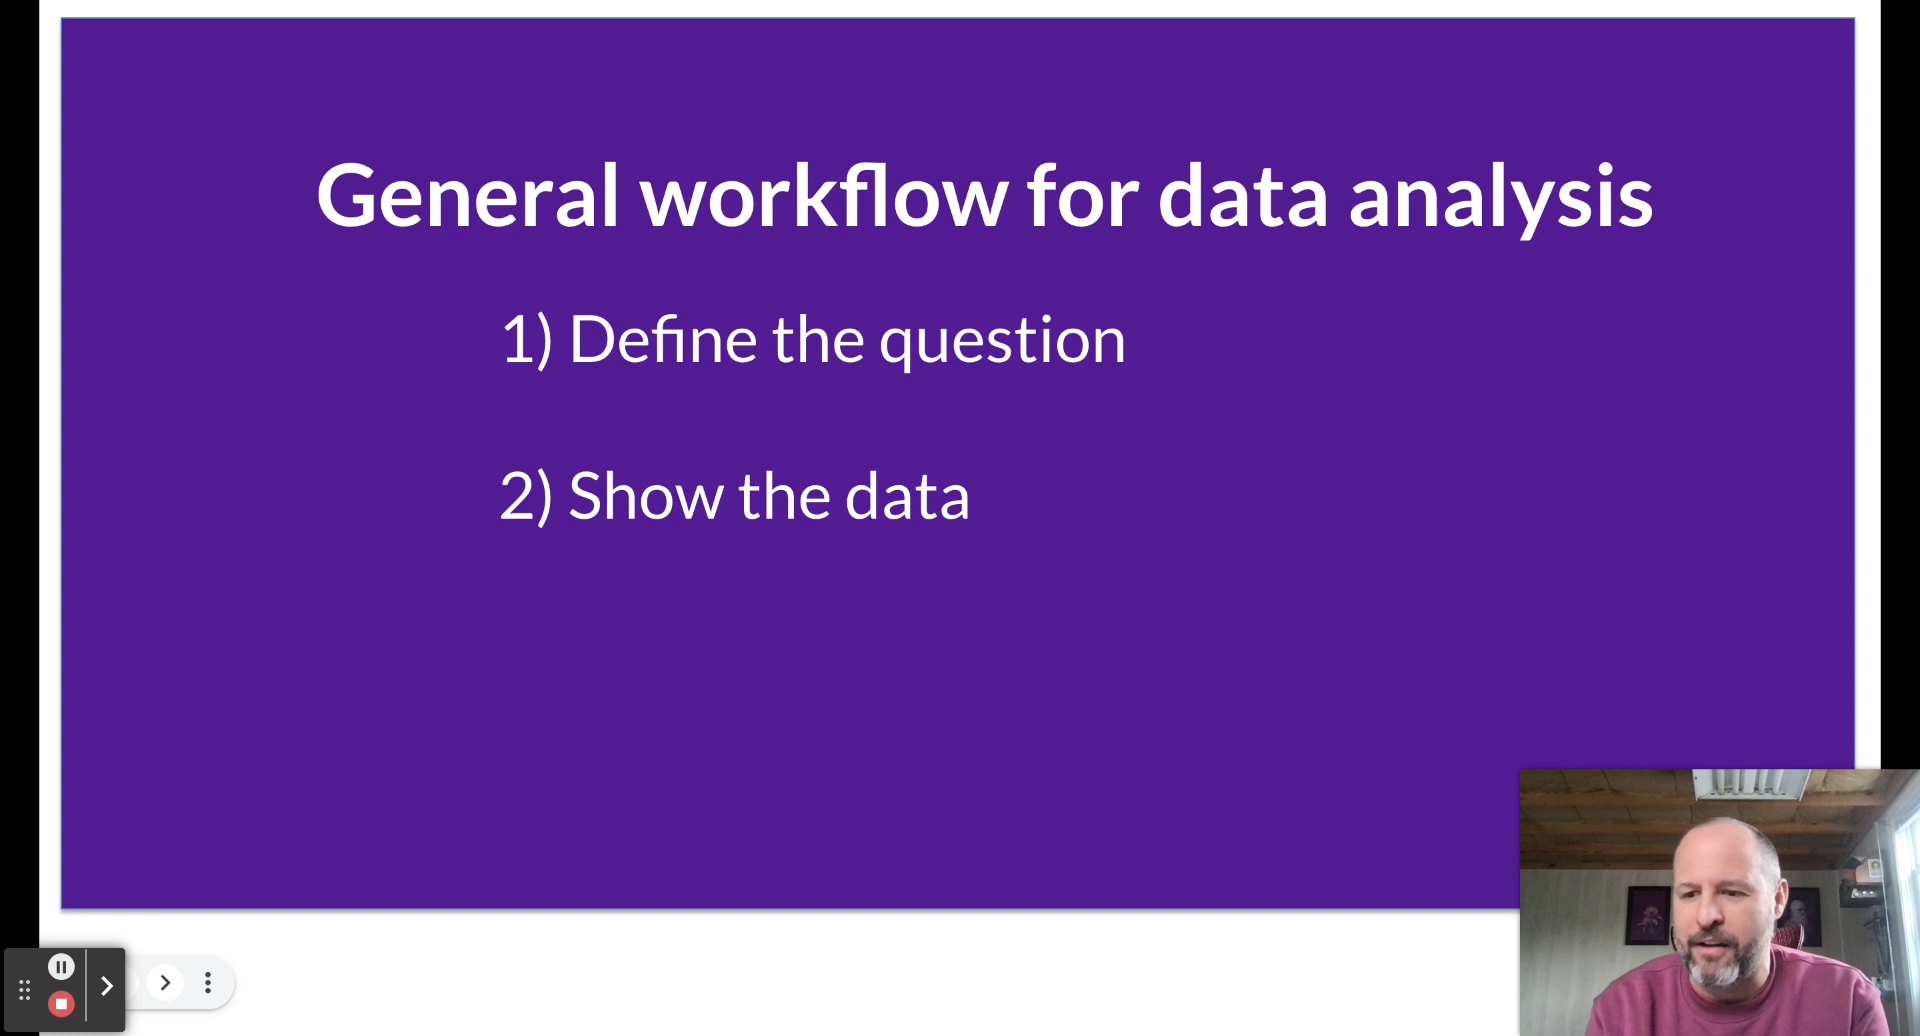 General workflow for data analysis
1) Define the question
2) Show the data